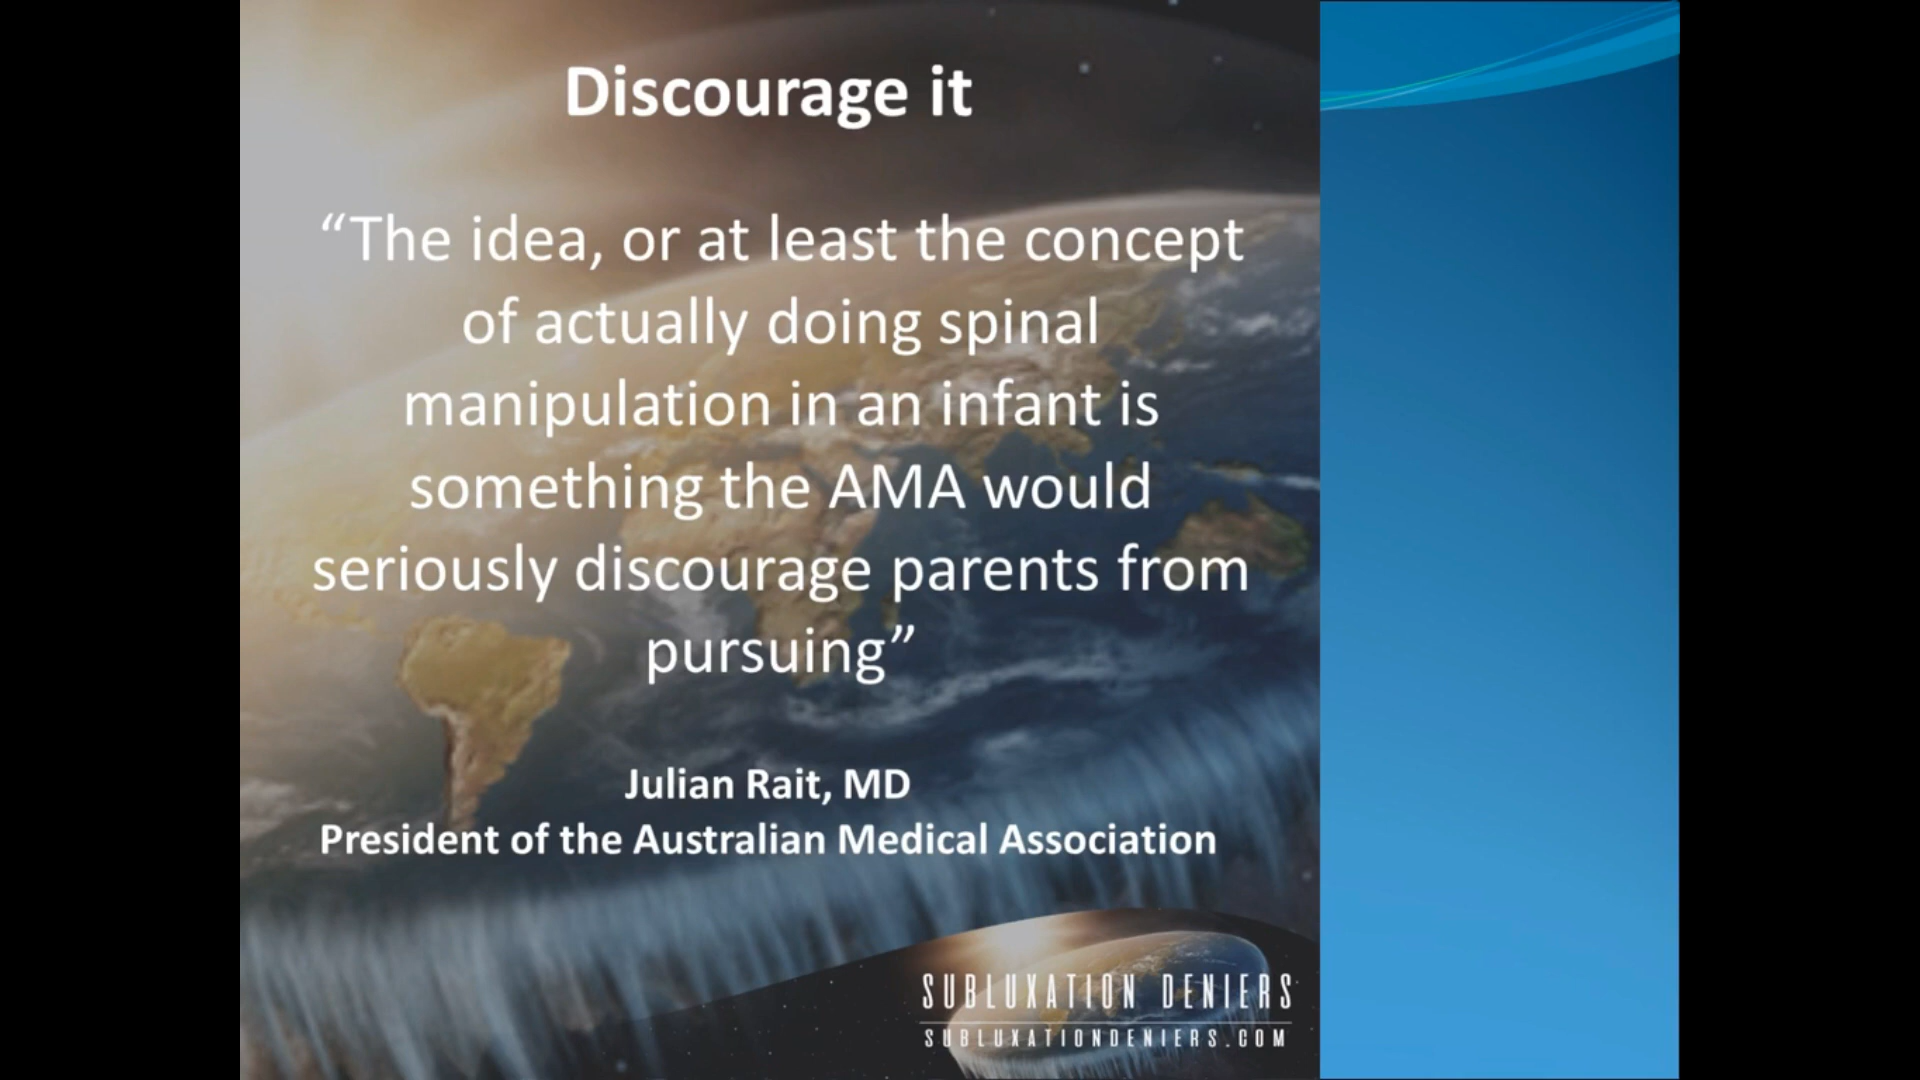 Discourage it
“The idea, or at least the concept
of actually doing spinal
manipulation in an infant is
something the AMA would
seriously discourage parents from
pursuing”
Julian Rait, MD
President of the Australian Medical Association
SUBLUXATION DENIERS
SUBLUXATIONDENIERS.COM